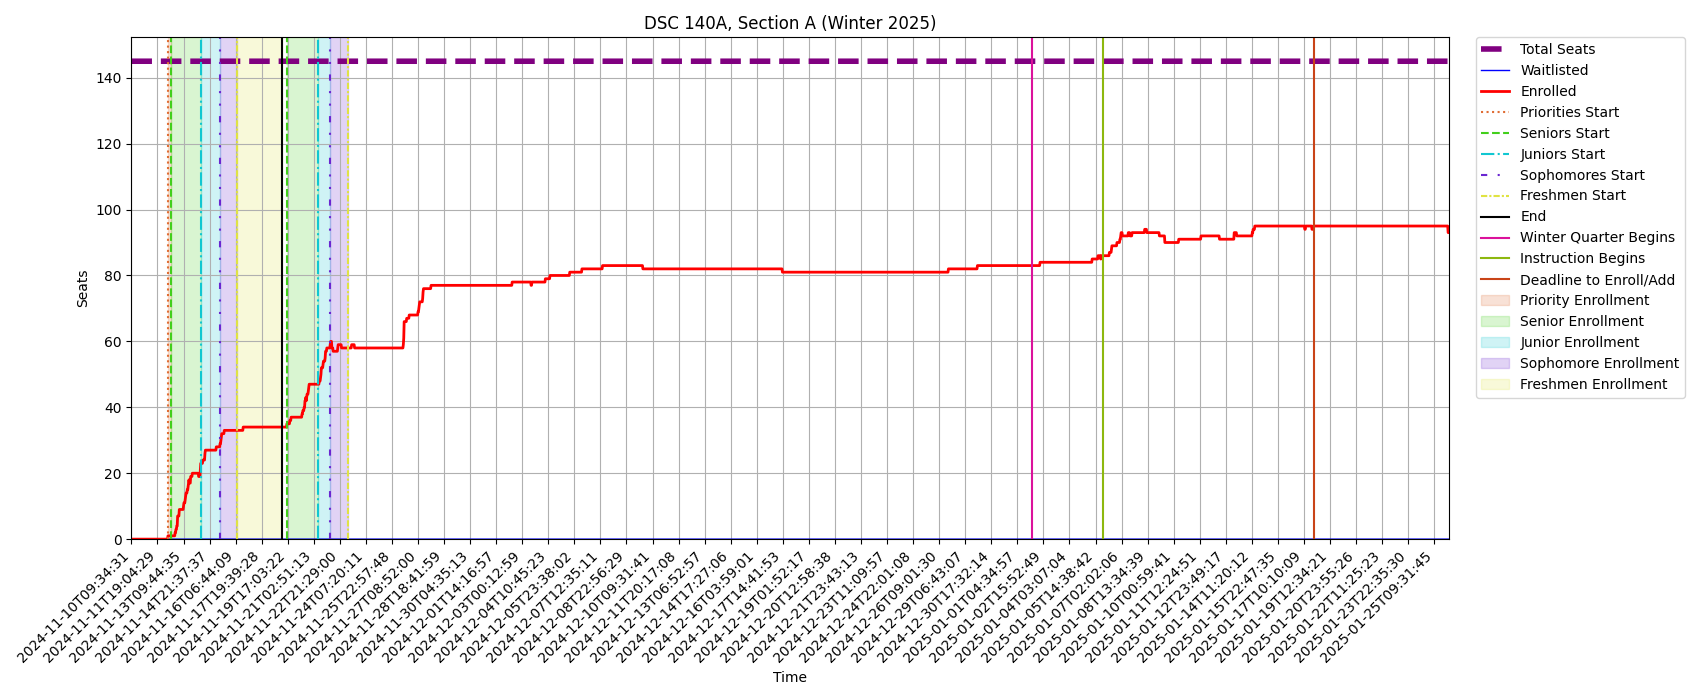 DSC 140A, Section A (Winter 2025)
Seats
140
120
100
80
60
40
20
0
2024-11-10T09:34:31
2024-11-11T19:04:29
2024-11-13T09:44:35
2024-11-14T21:37:37
2024-11-16T06:44:09
2024-11-17T19:39:28
2024-11-19T17:03:22
2024-11-21T02:51:13
2024-11-22T21:29:00
2024-11-24T07:20:11
2024-11-25T22:57:48
2024-11-27T08:52:00
2024-11-28T18:41:59
2024-11-30T04:35:13
2024-12-01T14:16:57
2024-12-03T00:12:59
2024-12-04T10:45:23
2024-12-05T23:38:02
2024-12-07T12:35:11
2024-12-08T22:56:29
2024-12-10T09:31:41
2024-12-11T20:17:08
2024-12-13T06:52:57
2024-12-14T17:27:06
2024-12-16T03:59:01
2024-12-17T14:41:53
2024-12-19T01:52:17
2024-12-20T12:58:38
2024-12-21T23:43:13
2024-12-23T11:09:57
2024-12-24T22:01:08
2024-12-26T09:01:30
2024-12-29T06:43:07
2024-12-30T17:32:14
2025-01-01T04:34:57
2025-01-02T15:52:49
2025-01-04T03:07:04
2025-01-05T14:38:42
2025-01-07T02:02:06
2025-01-08T13:34:39
2025-01-10T00:59:41
2025-01-11T12:24:51
2025-01-12T23:49:17
2025-01-14T11:20:12
2025-01-15T22:47:35
2025-01-17T10:10:09
2025-01-19T12:34:21
2025-01-20T23:55:26
2025-01-22T11:25:23
2025-01-23T22:35:30
2025-01-25T09:31:45
Time
Total Seats
Waitlisted
Enrolled
Priorities Start
Seniors Start
Juniors Start
Sophomores Start
Freshmen Start
End
Winter Quarter Begins
Instruction Begins
Deadline to Enroll/Add
Priority Enrollment
Senior Enrollment
Junior Enrollment
Sophomore Enrollment
Freshmen Enrollment